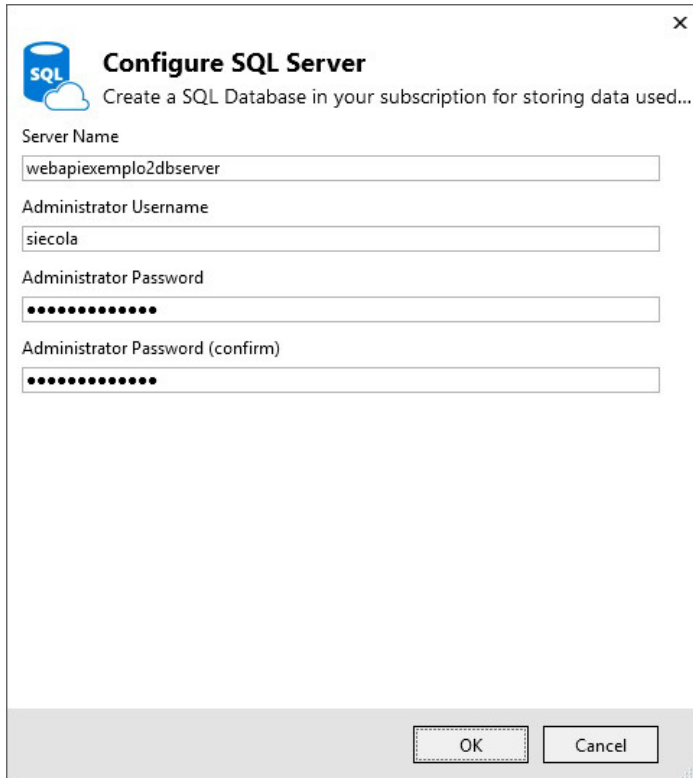 SQL
Configure SQL Server
Create a SQL Database in your subscription for storing data used...
Server Name
webapiexemplo2dbserver
Administrator Username
siecola
Administrator Password
●●●●●●●●●●●●●
Administrator Password (confirm)
●●●●●●●●●●●●●
OK
Cancel